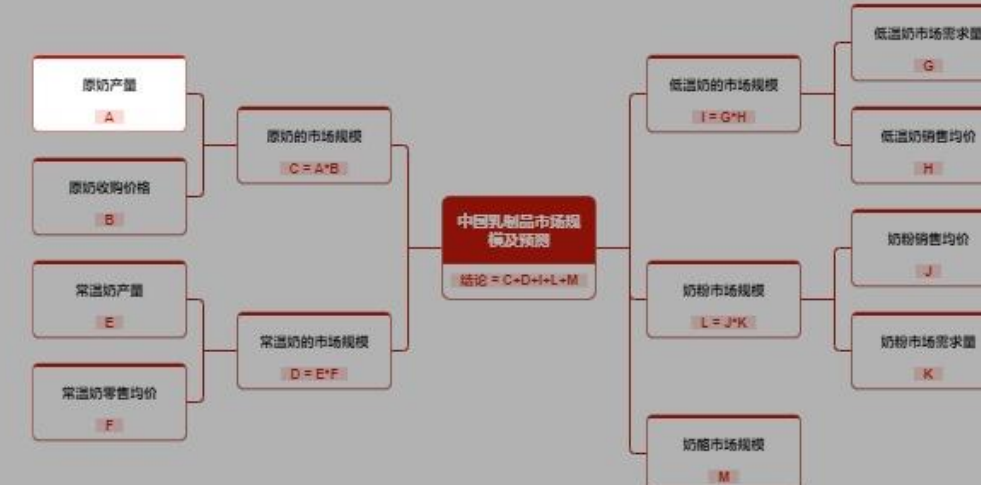 原奶产量
A
原奶收购价格
B
常温奶产量
E
常温奶零售均价
F
原奶的市场规模
C = A*B
常温奶的市场规模
D = E*F
中国乳制品市场规
模及预测
结论 = C+D+I+L+M
低温奶的市场规模
I = G*H
奶粉市场规模
L = J*K
奶酪市场规模
M
低温奶市场需求量
G
低温奶销售均价
H
奶粉销售均价
J
奶粉市场需求量
K